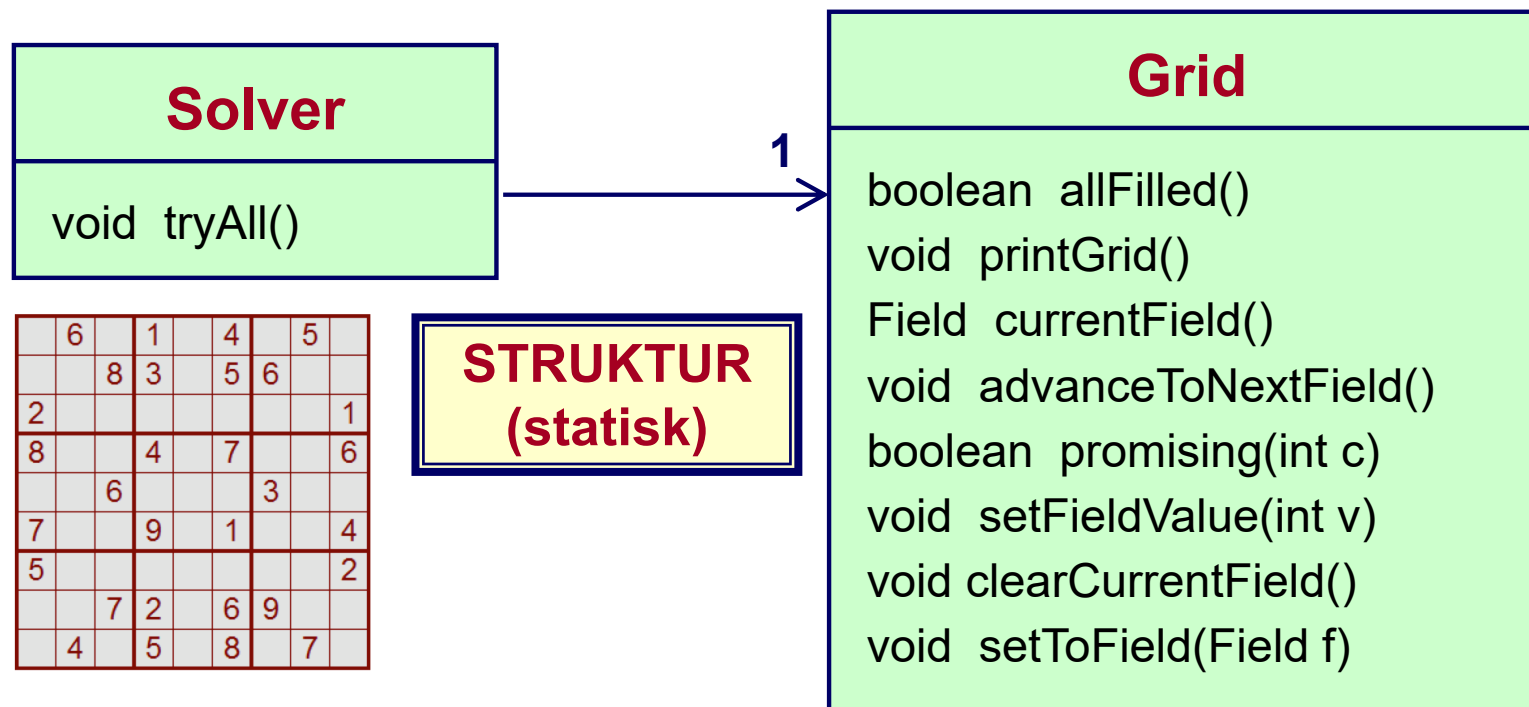 Solver
void tryAll()
1
Grid
boolean allFilled()
void printGrid()
Field currentField()
void advanceToNextField()
boolean promising(int c)
void setFieldValue(int v)
void clearCurrentField()
void setToField(Field f)
STRUKTUR
(statisk)
6 1 4 5
8 3 5 6
2 1
8 4 7 6
6 3
7 9 1 4
5 2
7 2 6 9
4 5 8 7